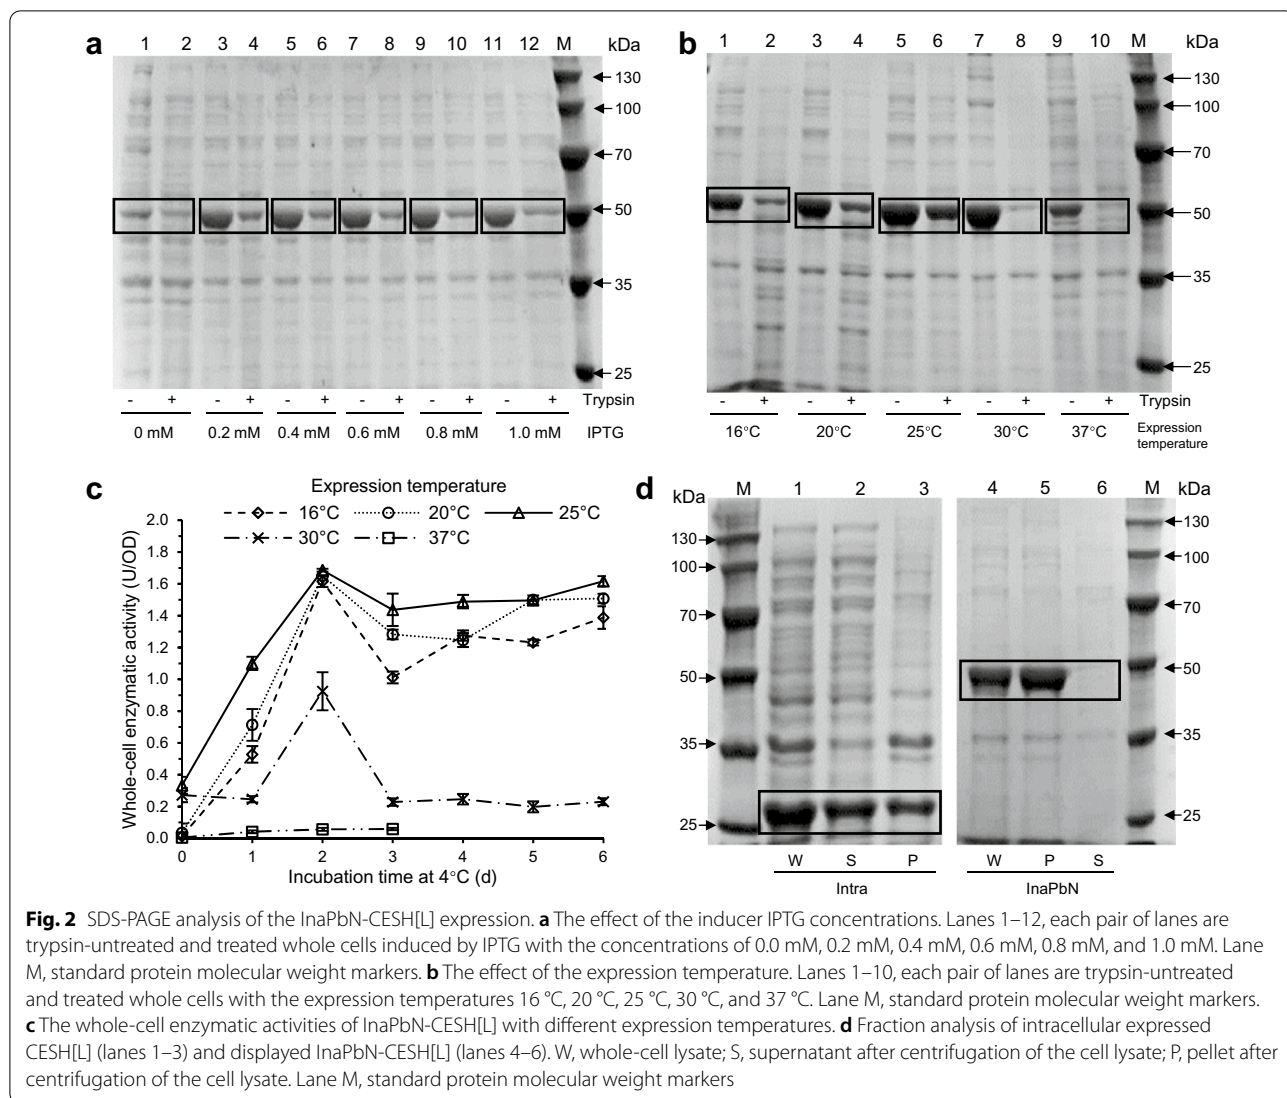 a
1 2 3 4 5 6 7 8 9 10 11 12 M kDa
130
100
70
50
35
25
- + - + - + - + - + - + Trypsin
0 mM 0.2 mM 0.4 mM 0.6 mM 0.8 mM 1.0 mM IPTG
b
1 2 3 4 5 6 7 8 9 10 M kDa
130
100
70
50
35
25
- + - + - + - + - + Trypsin
16°C 20°C 25°C 30°C 37°C Expression
temperature
c
Expression temperature
16°C 20°C 25°C
30°C 37°C
Whole-cell enzymatic activity (U/OD)
2.0
1.8
1.6
1.4
1.2
1.0
0.8
0.6
0.4
0.2
0.0
0 1 2 3 4 5 6
Incubation time at 4°C (d)
d
kDa M 1 2 3
130
100
70
50
35
25
W S P
Intra
4 5 6 M kDa
130
100
70
50
35
25
W P S
InaPbN
Fig. 2 SDS-PAGE analysis of the InaPbN-CESH[L] expression. a The effect of the inducer IPTG concentrations. Lanes 1–12, each pair of lanes are
trypsin-untreated and treated whole cells induced by IPTG with the concentrations of 0.0 mM, 0.2 mM, 0.4 mM, 0.6 mM, 0.8 mM, and 1.0 mM. Lane
M, standard protein molecular weight markers. b The effect of the expression temperature. Lanes 1–10, each pair of lanes are trypsin-untreated
and treated whole cells with the expression temperatures 16 °C, 20 °C, 25 °C, 30 °C, and 37 °C. Lane M, standard protein molecular weight markers.
c The whole-cell enzymatic activities of InaPbN-CESH[L] with different expression temperatures. d Fraction analysis of intracellular expressed
CESH[L] (lanes 1–3) and displayed InaPbN-CESH[L] (lanes 4–6). W, whole-cell lysate; S, supernatant after centrifugation of the cell lysate; P, pellet after
centrifugation of the cell lysate. Lane M, standard protein molecular weight markers